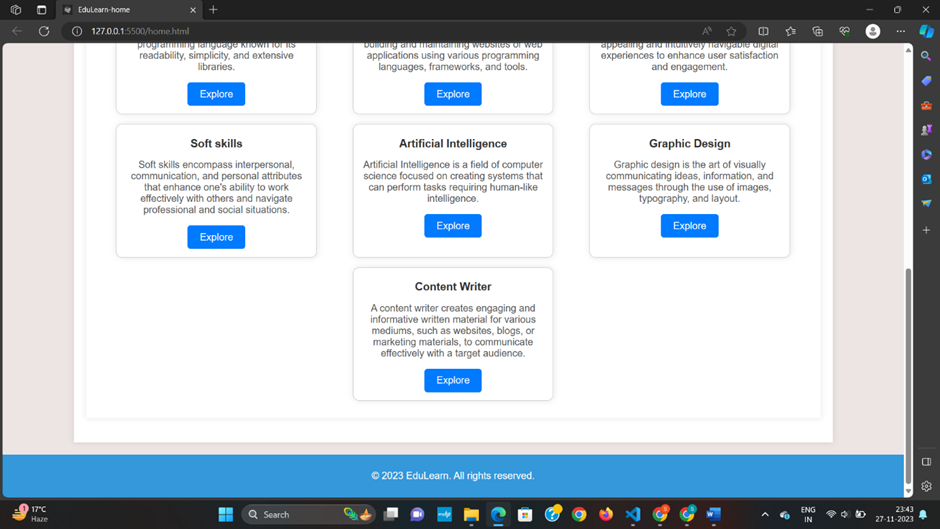 EduLearn-home
127.0.0.1:5500/home.html
programming language known for its
readability, simplicity, and extensive
libraries.
Explore
building and maintaining websites or web
applications using various programming
languages, frameworks, and tools.
Explore
appealing and intuitively navigable digital
experiences to enhance user satisfaction
and engagement.
Explore
Soft skills
Soft skills encompass interpersonal,
communication, and personal attributes
that enhance one's ability to work
effectively with others and navigate
professional and social situations.
Explore
Artificial Intelligence
Artificial Intelligence is a field of computer
science focused on creating systems that
can perform tasks requiring human-like
intelligence.
Explore
Graphic Design
Graphic design is the art of visually
communicating ideas, information, and
messages through the use of images,
typography, and layout.
Explore
Content Writer
A content writer creates engaging and
informative written material for various
mediums, such as websites, blogs, or
marketing materials, to communicate
effectively with a target audience.
Explore
© 2023 EduLearn. All rights reserved.
17°C
Haze
Search
ENG
IN
23:43
27-11-2023